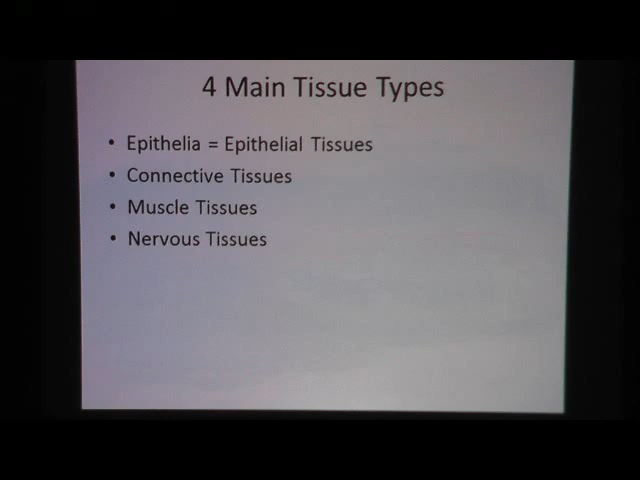 4 Main Tissue Types
• Epithelia = Epithelial Tissues
• Connective Tissues
• Muscle Tissues
• Nervous Tissues